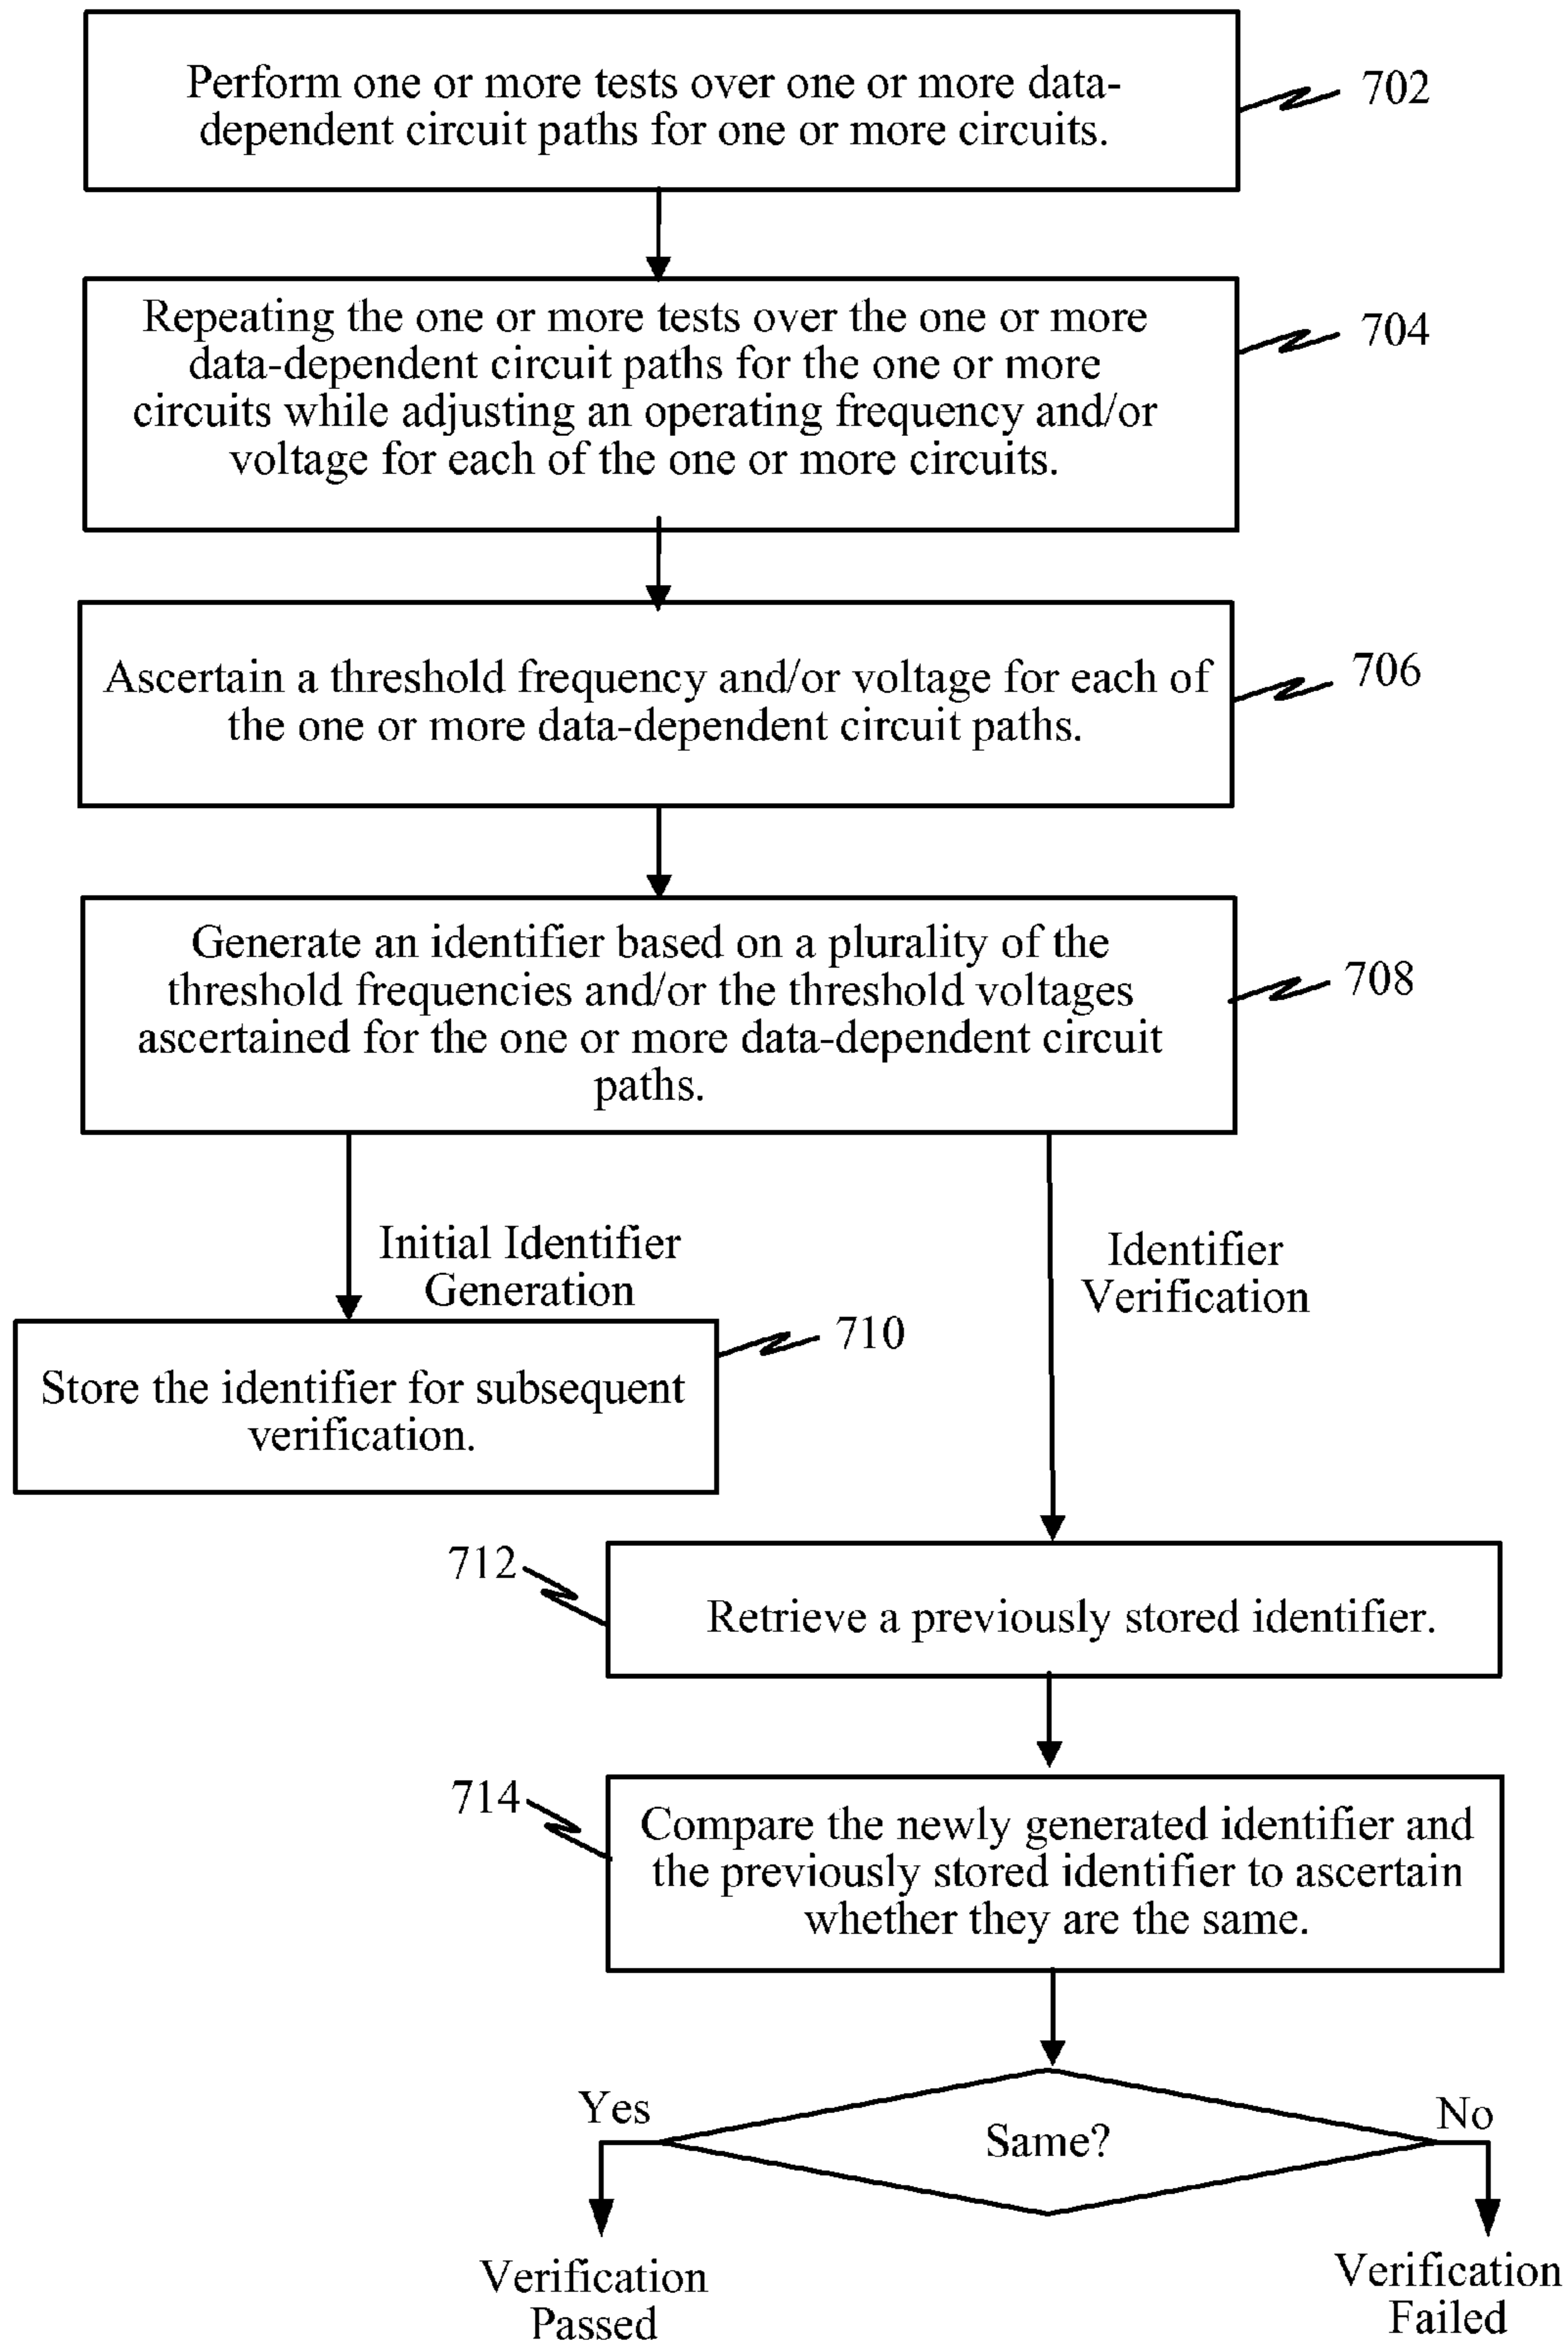 Perform one or more tests over one or more data-
dependent circuit paths for one or more circuits.
702
Repeating the one or more tests over the one or more
data-dependent circuit paths for the one or more
circuits while adjusting an operating frequency and/or
voltage for each of the one or more circuits.
704
Ascertain a threshold frequency and/or voltage for each of
the one or more data-dependent circuit paths.
706
Generate an identifier based on a plurality of the
threshold frequencies and/or the threshold voltages
ascertained for the one or more data-dependent circuit
paths.
708
Initial Identifier
Generation
Identifier
Verification
710
Store the identifier for subsequent
verification.
712
Retrieve a previously stored identifier.
714
Compare the newly generated identifier and
the previously stored identifier to ascertain
whether they are the same.
Yes
No
Same?
Verification
Passed
Verification
Failed